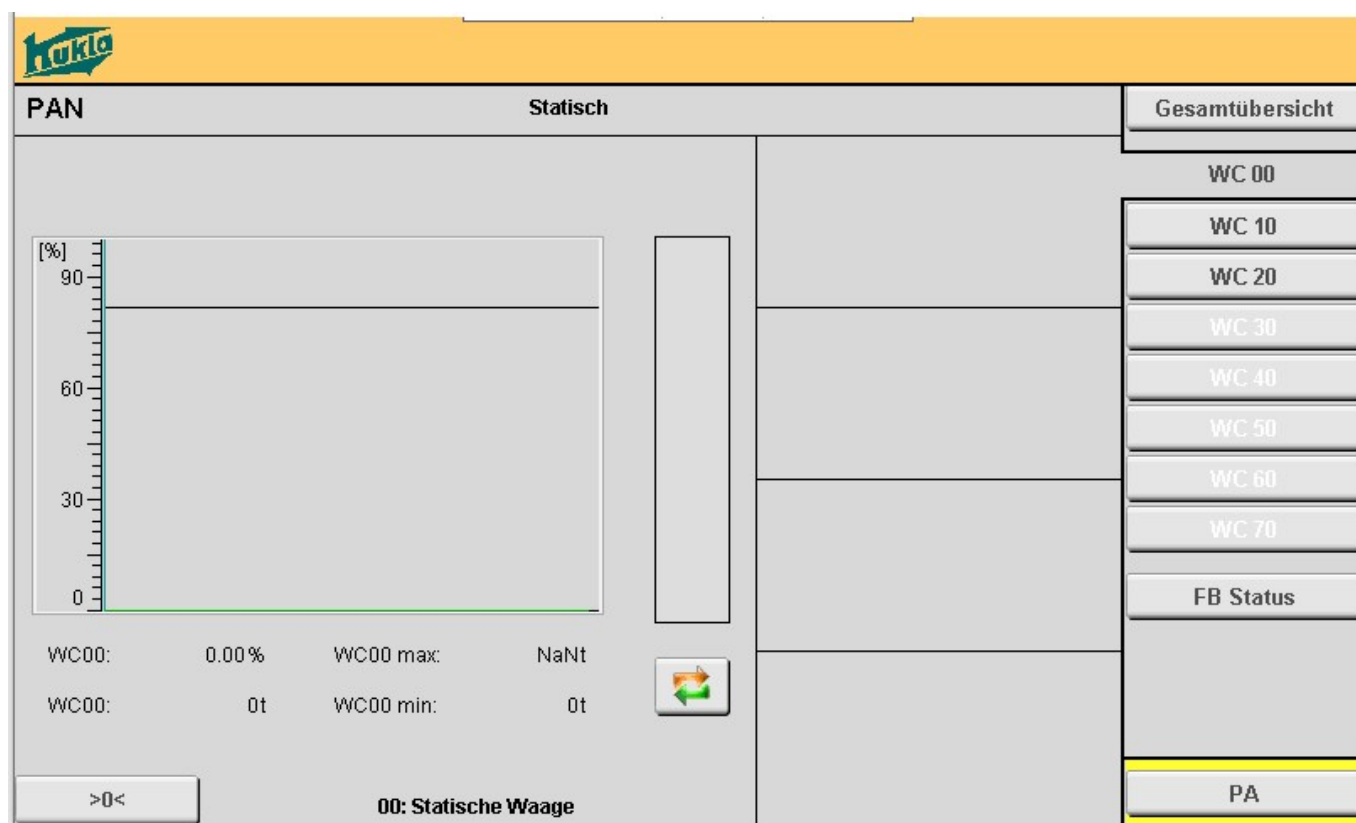 Kukla
PAN
Statisch
Gesamtübersicht
WC 00
WC 10
WC 20
WC 30
WC 40
WC 50
WC 60
WC 70
FB Status
PA
[%]
90
60
30
0
WC00: 0.00% WC00 max: NaNt
WC00: 0t WC00 min: 0t
>0<
00: Statische Waage